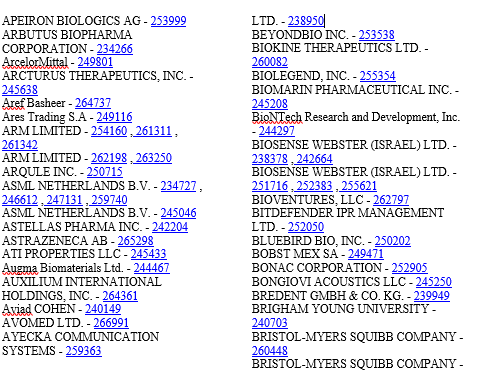 APEIRON BIOLOGICS AG - 253999
ARBUTUS BIOPHARMA
CORPORATION - 234266
ArcelorMittal - 249801
ARCTURUS THERAPEUTICS, INC. -
245638
Aref Basheer - 264737
Ares Trading S.A - 249116
ARM LIMITED - 254160 , 261311 ,
261342
ARM LIMITED - 262198 , 263250
ARQULE INC. - 250715
ASML NETHERLANDS B.V. - 234727 ,
246612 , 247131 , 259740
ASML NETHERLANDS B.V. - 245046
ASTELLAS PHARMA INC. - 242204
ASTRAZENECA AB - 265298
ATI PROPERTIES LLC - 245433
Augma Biomaterials Ltd. - 244467
AUXILIUM INTERNATIONAL
HOLDINGS, INC. - 264361
Aviad COHEN - 240149
AVOMED LTD. - 266991
AYECKA COMMUNICATION
SYSTEMS - 259363
LTD. - 238950
BEYONDBIO INC. - 253538
BIOKINE THERAPEUTICS LTD. -
260082
BIOLEGEND, INC. - 255354
BIOMARIN PHARMACEUTICAL INC. -
245208
BioNTech Research and Development, Inc.
- 244297
BIOSENSE WEBSTER (ISRAEL) LTD. -
238378 , 242664
BIOSENSE WEBSTER (ISRAEL) LTD. -
251716 , 252383 , 255621
BIOVENTURES, LLC - 262797
BITDEFENDER IPR MANAGEMENT
LTD. - 252050
BLUEBIRD BIO, INC. - 250202
BOBST MEX SA - 249471
BONAC CORPORATION - 252905
BONGIOVI ACOUSTICS LLC - 245250
BREDENT GMBH & CO. KG. - 239949
BRIGHAM YOUNG UNIVERSITY -
240703
BRISTOL-MYERS SQUIBB COMPANY -
260448
BRISTOL-MYERS SQUIBB COMPANY -